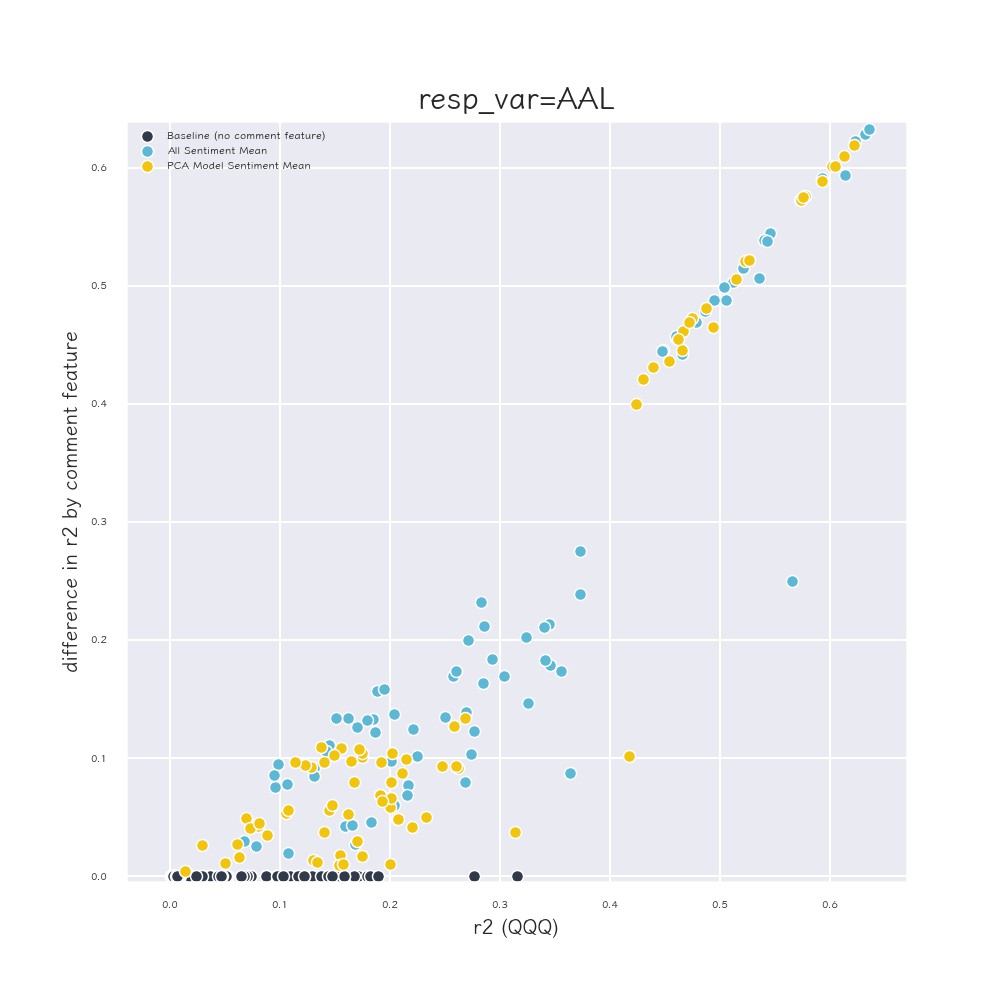 resp_var=AAL
Baseline (no comment feature)
All Sentiment Mean
PCA Model Sentiment Mean
difference in r2 by comment feature
0.6
0.5
0.4
0.3
0.2
0.1
0.0
0.0 0.1 0.2 0.3 0.4 0.5 0.6
r2 (QQQ)